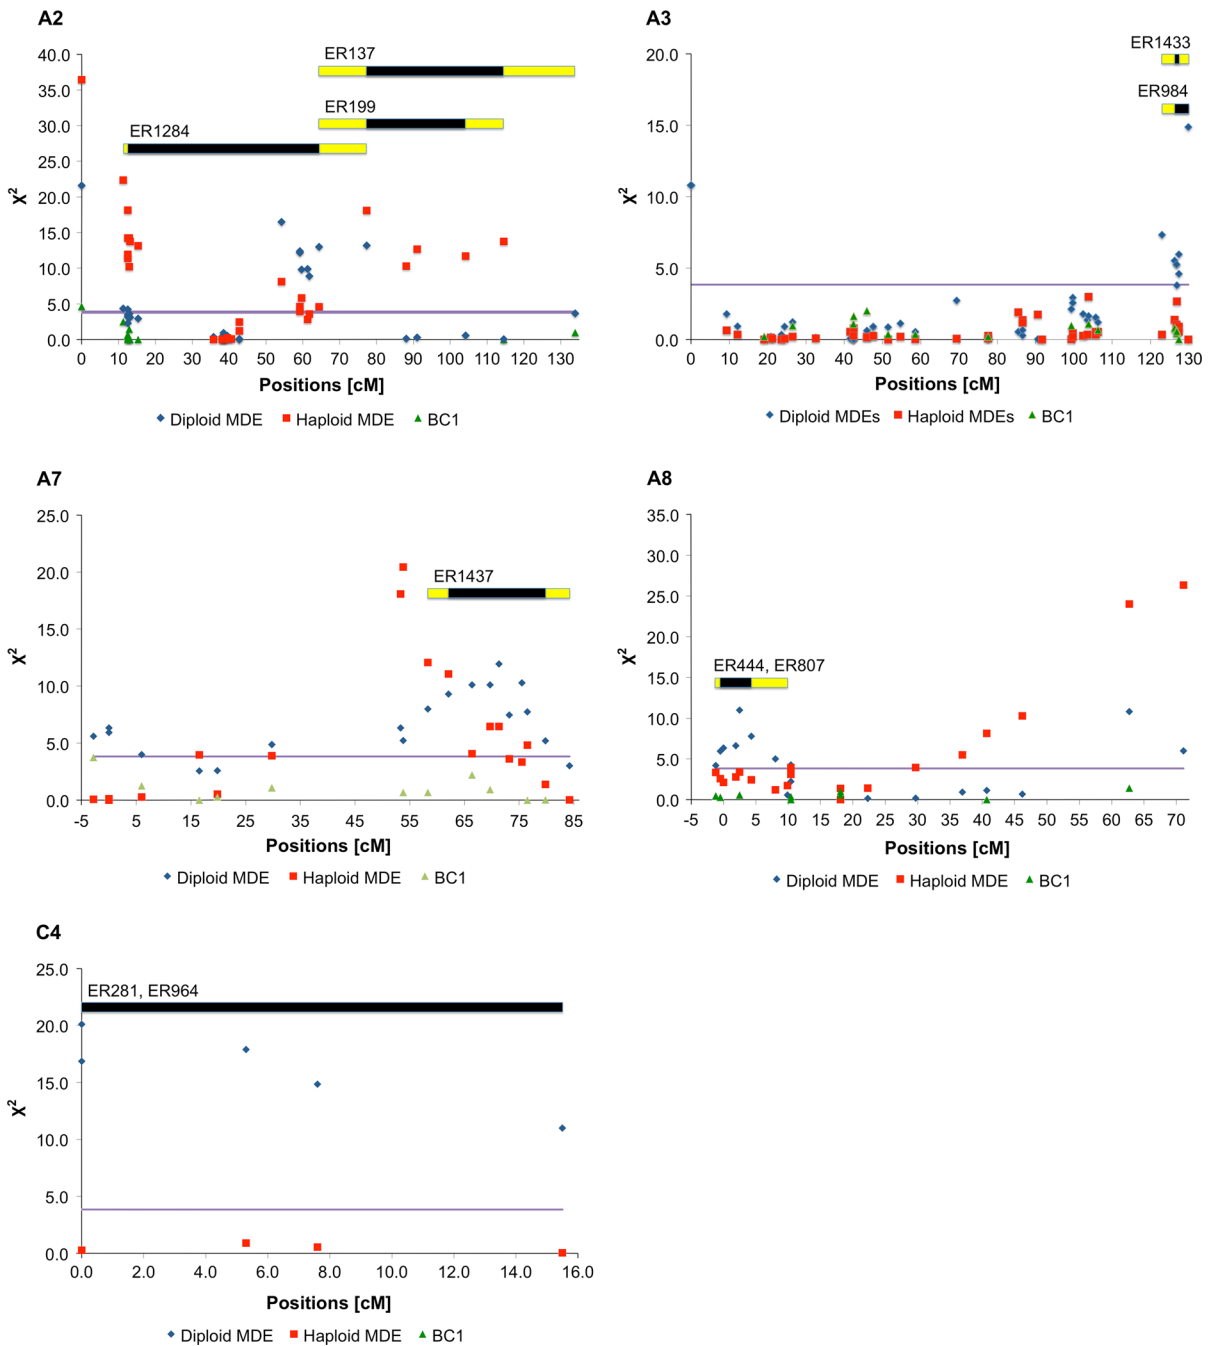 A2
40.0
35.0
30.0
25.0
20.0
15.0
10.0
5.0
0.0
χ2
ER137
ER199
ER1284
0 10 20 30 40 50 60 70 80 90 100 110 120 130
Positions [cM]
Diploid MDE Haploid MDE BC1
A3
20.0
15.0
10.0
5.0
0.0
χ2
ER1433
ER984
0 10 20 30 40 50 60 70 80 90 100 110 120 130
Positions [cM]
Diploid MDEs Haploid MDEs BC1
A7
25.0
20.0
15.0
10.0
5.0
0.0
χ2
ER1437
-5 5 15 25 35 45 55 65 75 85
Positions [cM]
Diploid MDE Haploid MDE BC1
A8
35.0
30.0
25.0
20.0
15.0
10.0
5.0
0.0
χ2
ER444, ER807
-5 0 5 10 15 20 25 30 35 40 45 50 55 60 65 70
Positions [cM]
Diploid MDE Haploid MDE BC1
C4
25.0
20.0
15.0
10.0
5.0
0.0
χ2
ER281, ER964
0.0 2.0 4.0 6.0 8.0 10.0 12.0 14.0 16.0
Positions [cM]
Diploid MDE Haploid MDE BC1